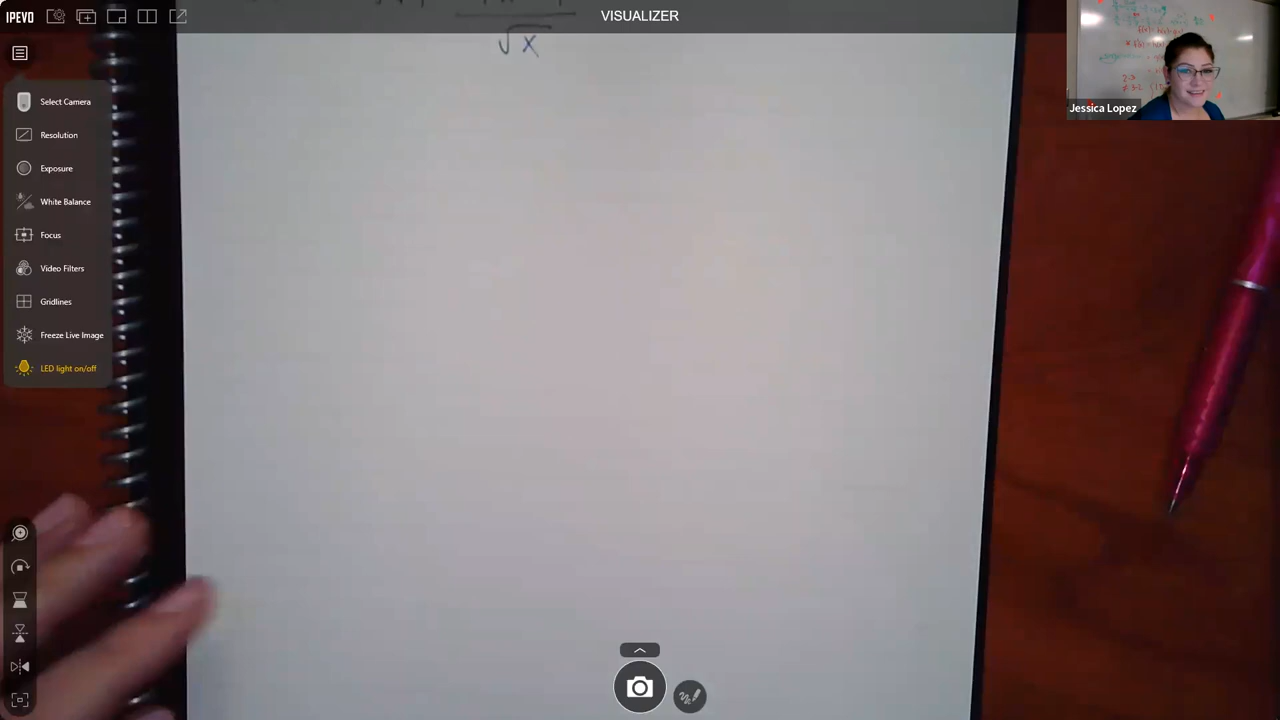 IPEVO
VISUALIZER
√x
Select Camera
Resolution
Exposure
White Balance
Focus
Video Filters
Gridlines
Freeze Live Image
LED light on/off
Jessica Lopez